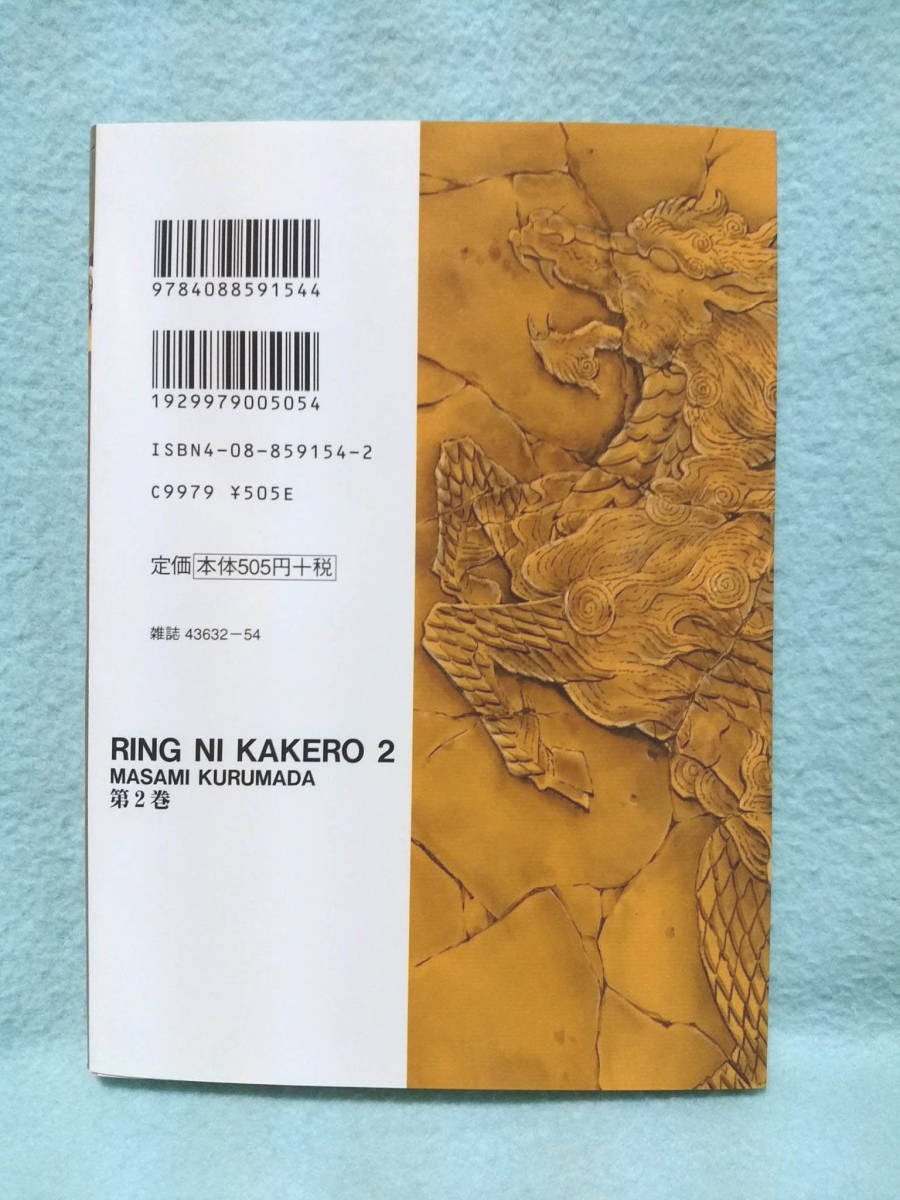 9784088591544
1929979005054
ISBN4-08-859154-2
C9979 ¥505E
定価 本体505円+税
雑誌 43632-54
RING NI KAKERO 2
MASAMI KURUMADA
第2巻